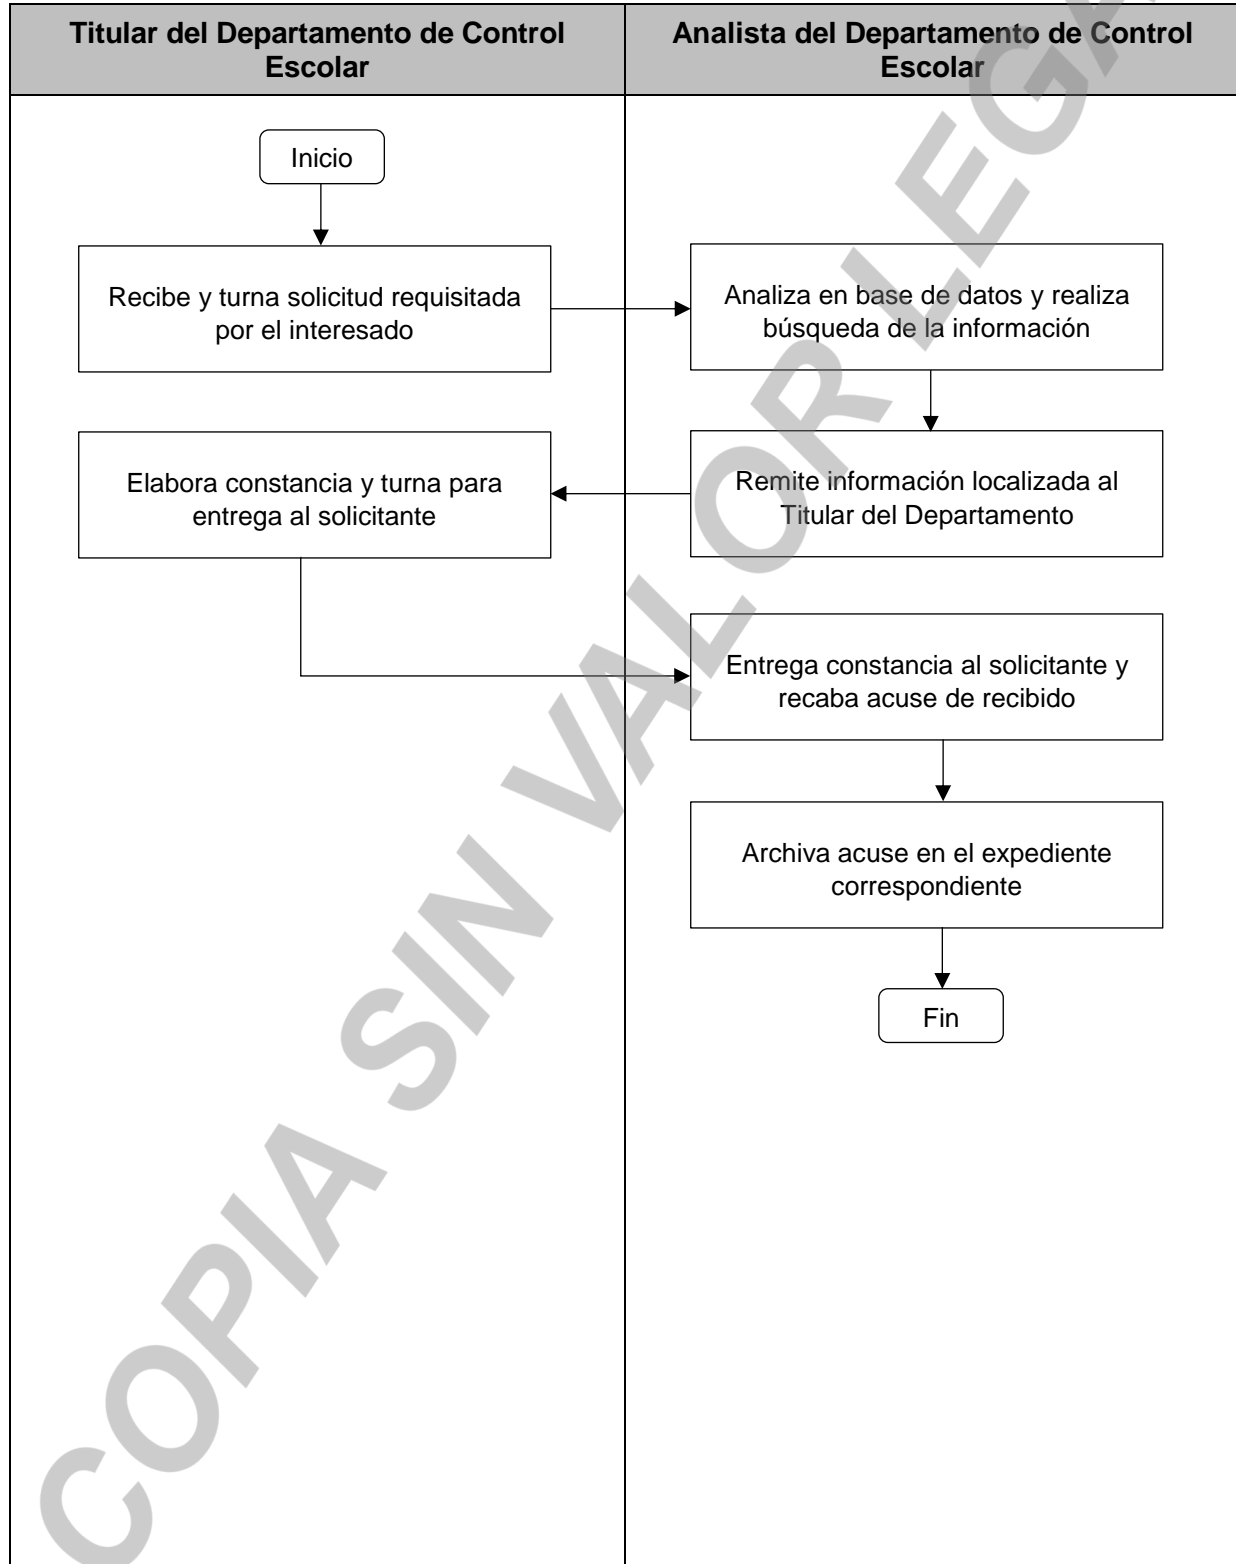 Titular del Departamento de Control
Escolar
Analista del Departamento de Control
Escolar
Inicio
Recibe y turna solicitud requisitada
por el interesado
Analiza en base de datos y realiza
búsqueda de la información
Remite información localizada al
Titular del Departamento
Elabora constancia y turna para
entrega al solicitante
Entrega constancia al solicitante y
recaba acuse de recibido
Archiva acuse en el expediente
correspondiente
Fin
COPIA SIN VALOR LEGA